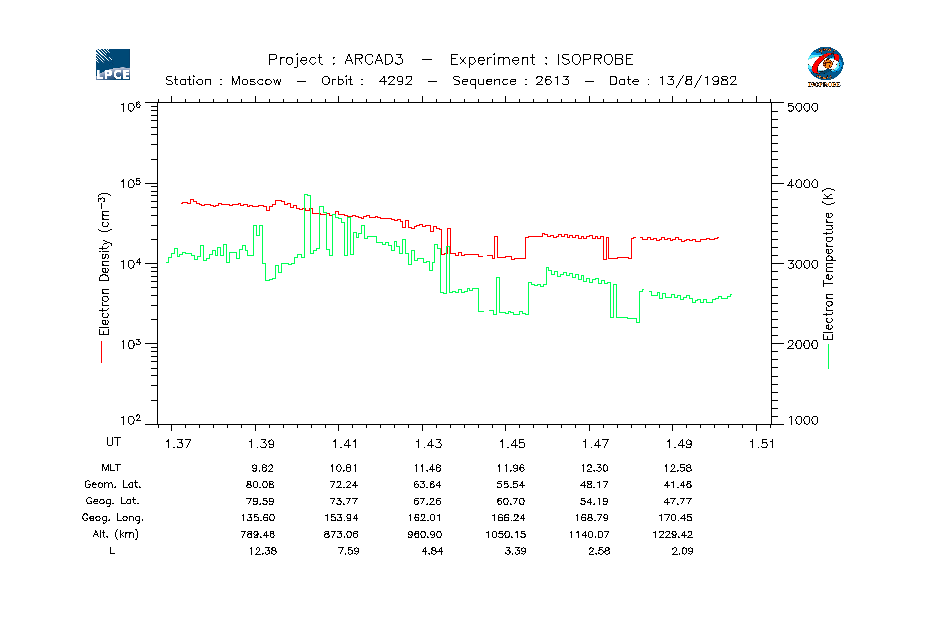 LPCE
Project : ARCAD3 — Experiment : ISOPROBE
Station : Moscow — Orbit : 4292 — Sequence : 2613 — Date : 13/8/1982
ISOPROBE
10⁶ 5000
10⁵ 4000
10⁴ 3000
10³ 2000
10² 1000
Electron Density (cm⁻³)
Electron Temperature (K)
UT 1.37 1.39 1.41 1.43 1.45 1.47 1.49 1.51
MLT 9.62 10.81 11.46 11.96 12.30 12.58
Geom. Lat. 80.08 72.24 63.64 55.54 48.17 41.46
Geog. Lat. 79.59 73.77 67.26 60.70 54.19 47.77
Geog. Long. 135.60 153.94 162.01 166.24 168.79 170.45
Alt. (km) 789.48 873.06 960.90 1050.15 1140.07 1229.42
L 12.38 7.59 4.84 3.39 2.58 2.09